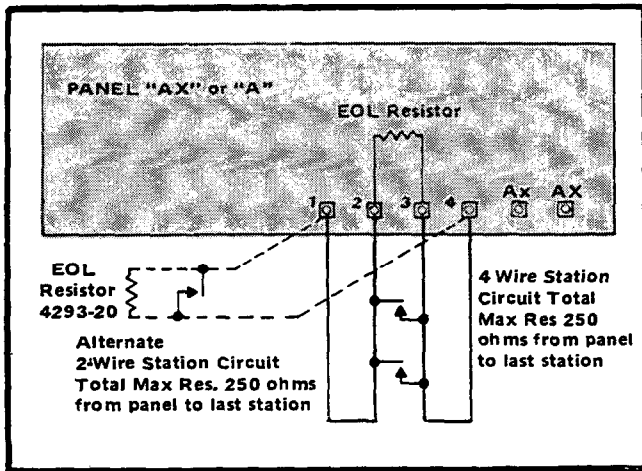 PANEL "AX" or "A"
EOL Resistor
1 2 3 4 Ax AX
EOL
Resistor
4293-20
Alternate
2-Wire Station Circuit
Total Max Res. 250 ohms
from panel to last station
4 Wire Station
Circuit Total
Max Res 250
ohms from panel
to last station